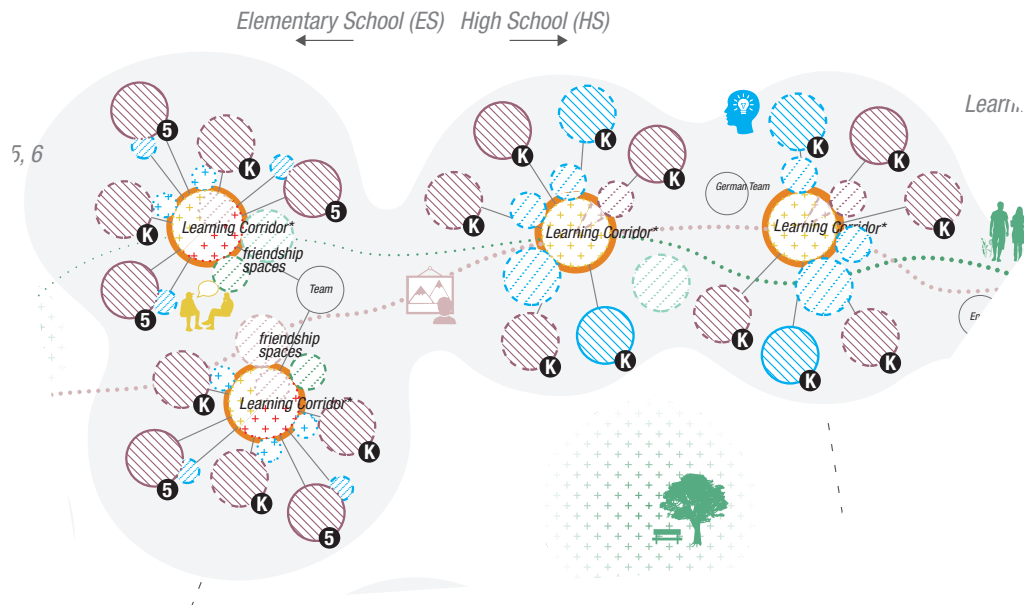 Elementary School (ES) High School (HS)
5, 6
5
K
5
K
5
Learning Corridor*
friendship
spaces
Team
friendship
spaces
Learning Corridor*
K
K
5
K
5
K
K
K
K
Learning Corridor*
K
K
German Team
K
K
K
Learning Corridor*
K
K
K